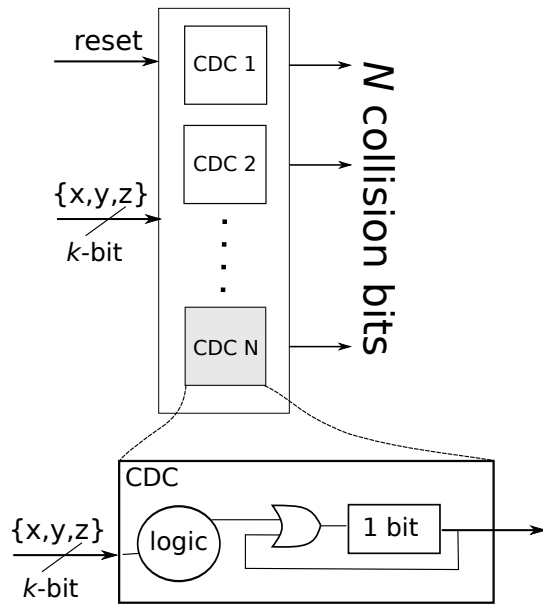 reset
CDC 1
CDC 2
{x,y,z}
k-bit
CDC N
N collision bits
CDC
{x,y,z}
k-bit
logic
1 bit